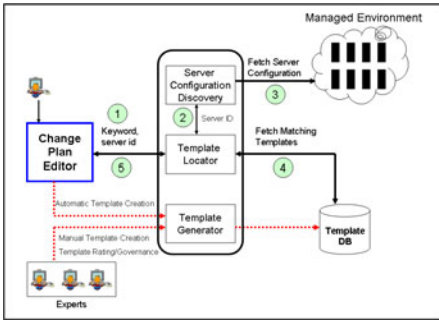 Managed Environment
Server
Configuration
Discovery
Fetch Server
Configuration
3
1
Keyword,
server id
2
Server ID
Change
Plan
Editor
Template
Locator
Fetch Matching
Templates
5
4
Automatic Template Creation
Template
Generator
Manual Template Creation
Template Rating/Governance
Template
DB
Experts